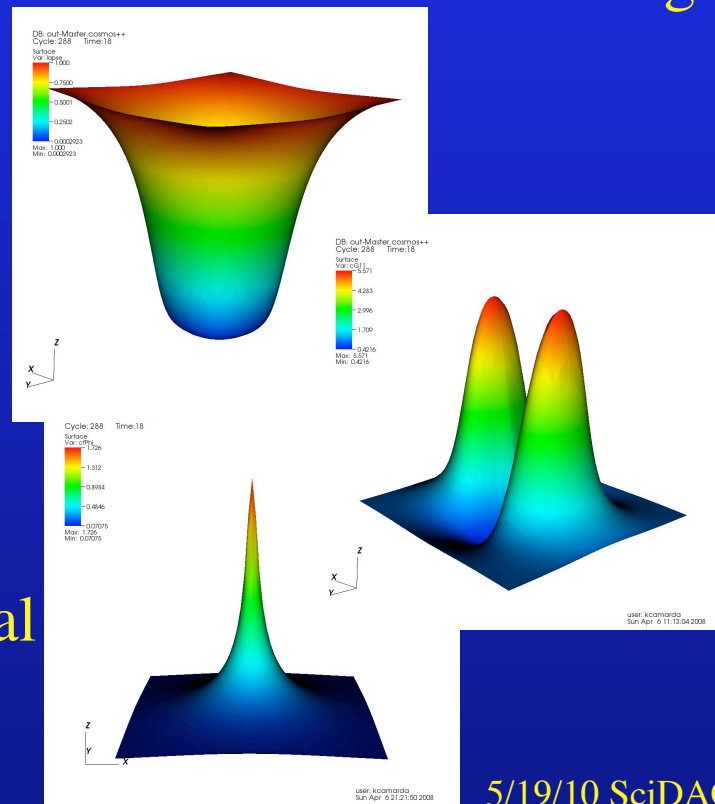 g
DB: out-Master.cosmos++
Cycle: 288 Time:18
Surface
Var: lapse
1.000
0.7500
0.5001
0.2502
0.0002923
Max: 1.000
Min: 0.0002923
Z
X
Y
DB: out-Master.cosmos++
Cycle: 288 Time:18
Surface
Var: cG11
5.571
4.283
2.996
1.709
0.4216
Max: 5.571
Min: 0.4216
Z
X
Y
user: kcamarda
Sun Apr 6 11:13:04 2008
Cycle: 288 Time:18
Surface
Var: cfPhi
1.726
1.312
0.8984
0.4846
0.07075
Max: 1.726
Min: 0.07075
Z
Y
X
user: kcamarda
Sun Apr 6 21:21:50 2008
al
5/19/10 SciDAC